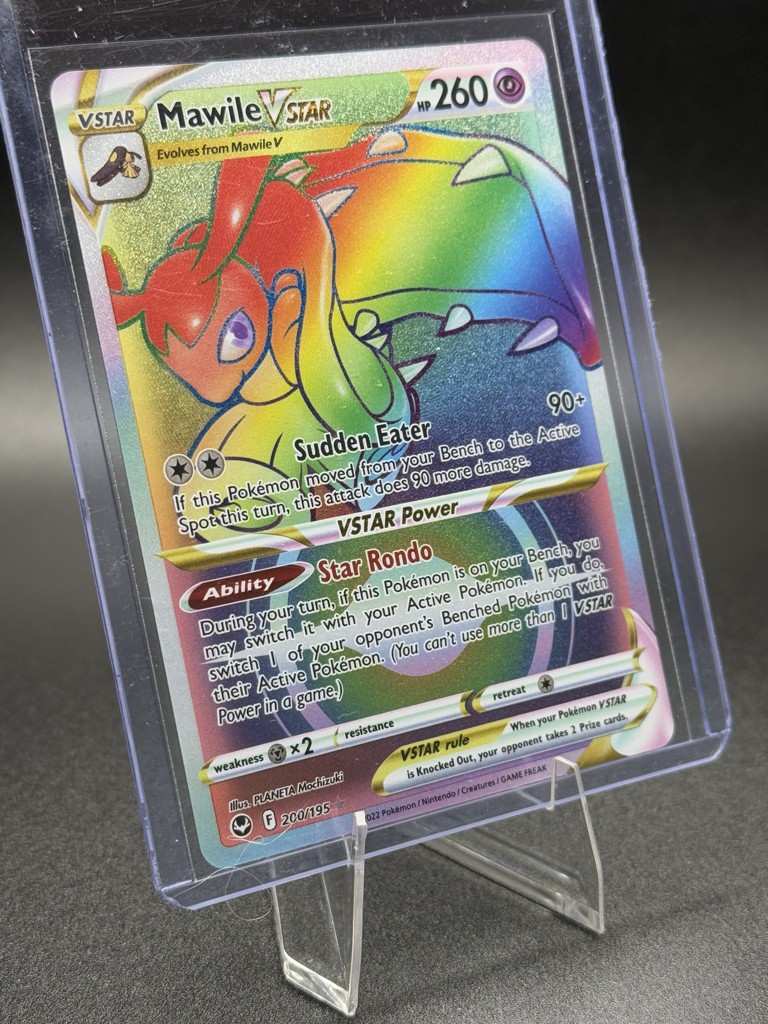 VSTAR
Mawile VSTAR
HP 260
Evolves from Mawile V
Sudden Eater 90+
If this Pokémon moved from your Bench to the Active
Spot this turn, this attack does 90 more damage.
VSTAR Power
Ability Star Rondo
During your turn, if this Pokémon is on your Bench, you
may switch it with your Active Pokémon. If you do,
switch 1 of your opponent's Benched Pokémon with
their Active Pokémon. (You can't use more than 1 VSTAR
Power in a game.)
weakness ×2 resistance retreat
VSTAR rule When your Pokémon VSTAR
is Knocked Out, your opponent takes 2 Prize cards.
Illus. PLANETA Mochizuki
F 200/195
2022 Pokémon / Nintendo / Creatures / GAME FREAK